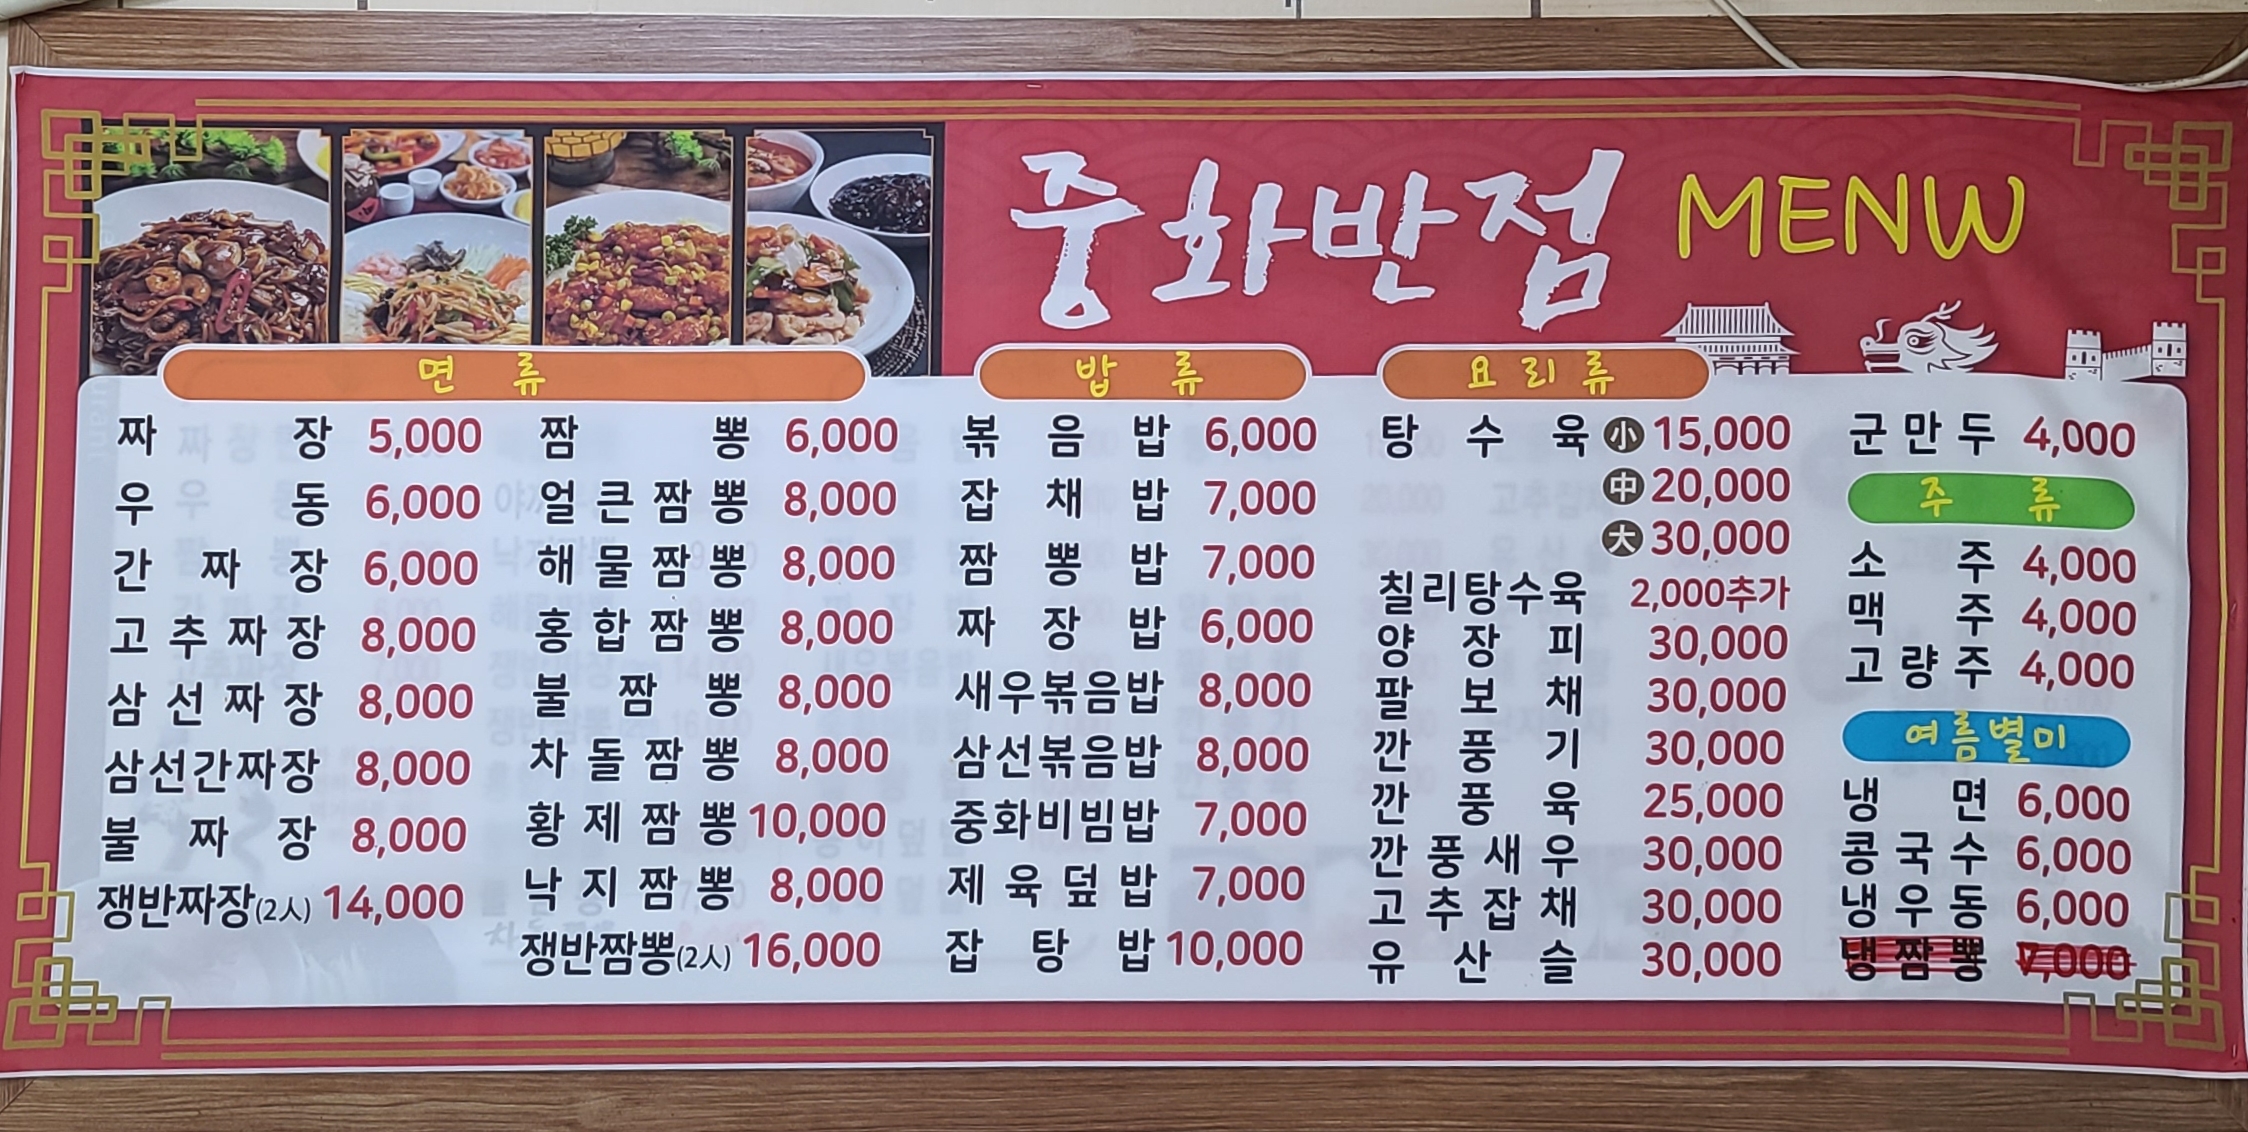 중화반점 MENW
면 류
짜 장 5,000
우 동 6,000
간 짜 장 6,000
고 추 짜 장 8,000
삼 선 짜 장 8,000
삼선간짜장 8,000
불 짜 장 8,000
쟁반짜장(2人) 14,000
짬 뽕 6,000
얼 큰 짬 뽕 8,000
해 물 짬 뽕 8,000
홍 합 짬 뽕 8,000
불 짬 뽕 8,000
차 돌 짬 뽕 8,000
황 제 짬 뽕 10,000
낙 지 짬 뽕 8,000
쟁반짬뽕(2人) 16,000
밥 류
볶 음 밥 6,000
잡 채 밥 7,000
짬 뽕 밥 7,000
짜 장 밥 6,000
새우볶음밥 8,000
삼선볶음밥 8,000
중화비빔밥 7,000
제 육 덮 밥 7,000
잡 탕 밥 10,000
요리류
탕 수 육 小 15,000
中 20,000
大 30,000
칠리탕수육 2,000추가
양 장 피 30,000
팔 보 채 30,000
깐 풍 기 30,000
깐 풍 육 25,000
깐 풍 새 우 30,000
고 추 잡 채 30,000
유 산 슬 30,000
군 만 두 4,000
주 류
소 주 4,000
맥 주 4,000
고 량 주 4,000
여름별미
냉 면 6,000
콩 국 수 6,000
냉 우 동 6,000
냉 짬 뽕 7,000